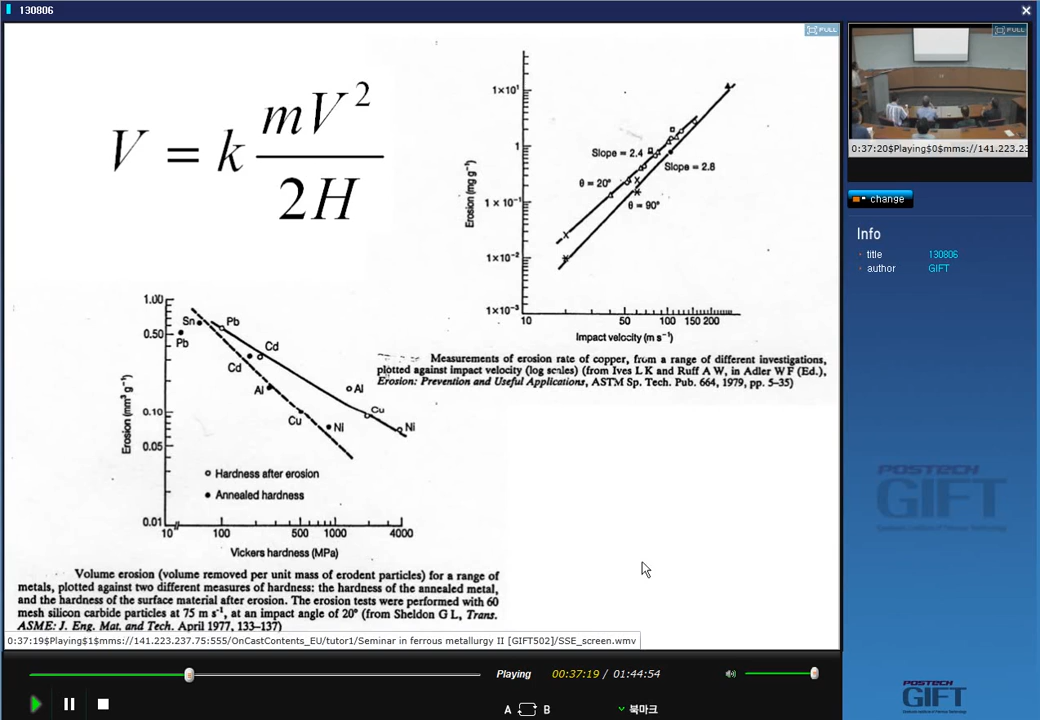 130806
FULL
V = k mV² / 2H
1×10¹
1
1 × 10⁻¹
1×10⁻²
1×10⁻³
Erosion (mg g⁻¹)
Slope = 2.4
Slope = 2.8
θ = 20°
θ = 90°
10
50
100
150 200
Impact velocity (m s⁻¹)
Measurements of erosion rate of copper, from a range of different investigations,
plotted against impact velocity (log scales) (from Ives L K and Ruff A W, in Adler W F (Ed.),
Erosion: Prevention and Useful Applications, ASTM Sp. Tech. Pub. 664, 1979, pp. 5–35)
1.00
0.50
0.10
0.05
0.01
Erosion (mm³ g⁻¹)
Sn
Pb
Pb
Cd
Cd
Al
Al
Cu
Cu
Ni
Ni
Hardness after erosion
Annealed hardness
10
100
500
1000
4000
Vickers hardness (MPa)
Volume erosion (volume removed per unit mass of erodent particles) for a range of
metals, plotted against two different measures of hardness: the hardness of the annealed metal,
and the hardness of the surface material after erosion. The erosion tests were performed with 60
mesh silicon carbide particles at 75 m s⁻¹, at an impact angle of 20° (from Sheldon G L, Trans.
ASME: J. Eng. Mat. and Tech. April 1977, 133–137)
0:37:19$Playing$1$mms://141.223.237.75:555/OnCastContents_EU/tutor1/Seminar in ferrous metallurgy II [GIFT502]/SSE_screen.wmv
Playing
00:37:19 / 01:44:54
A B
북마크
FULL
0:37:20$Playing$0$mms://141.223.23
change
Info
title 130806
author GIFT
POSTECH
GIFT
POSTECH
GIFT